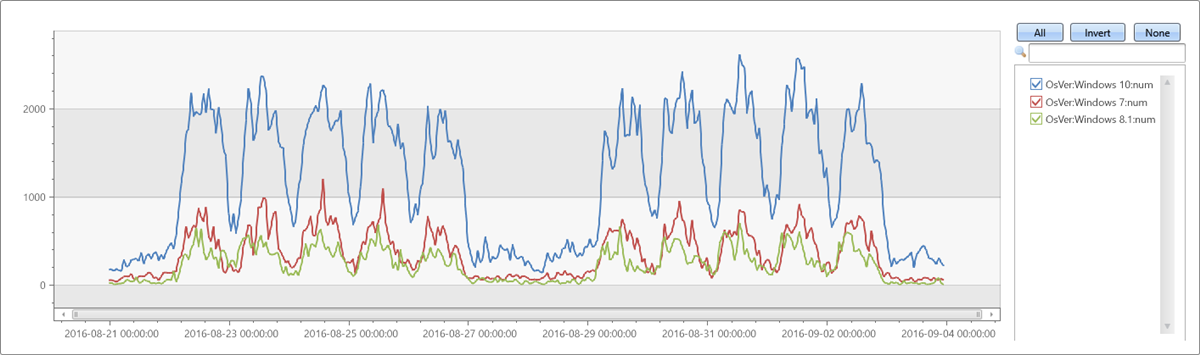 All Invert None
OsVer:Windows 10:num
OsVer:Windows 7:num
OsVer:Windows 8.1:num
2000
1000
0
2016-08-21 00:00:00 2016-08-23 00:00:00 2016-08-25 00:00:00 2016-08-27 00:00:00 2016-08-29 00:00:00 2016-08-31 00:00:00 2016-09-02 00:00:00 2016-09-04 00:00:00